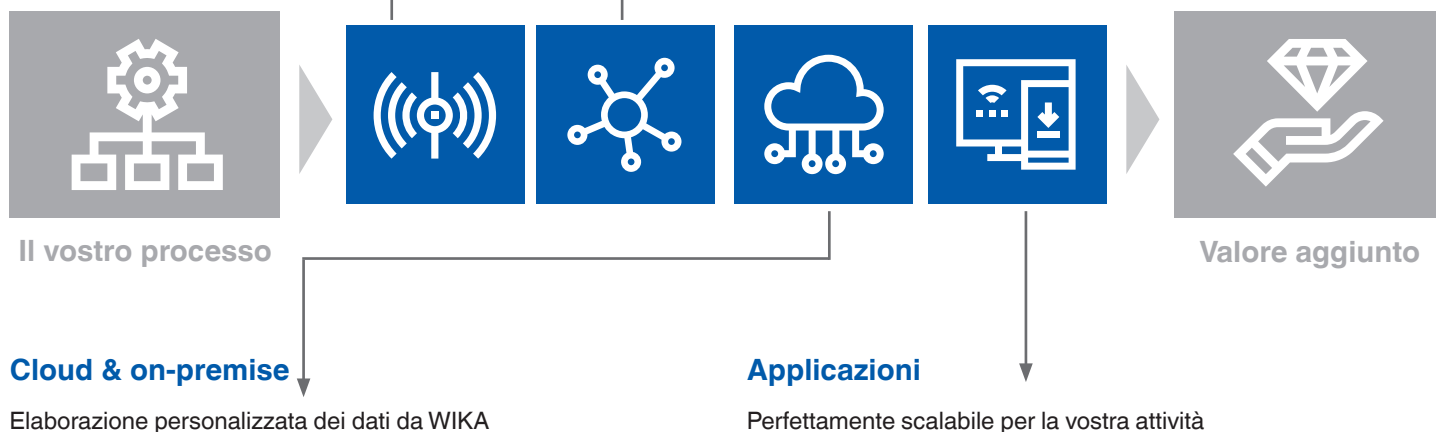 Il vostro processo
Valore aggiunto
Cloud & on-premise
Elaborazione personalizzata dei dati da WIKA
Applicazioni
Perfettamente scalabile per la vostra attività